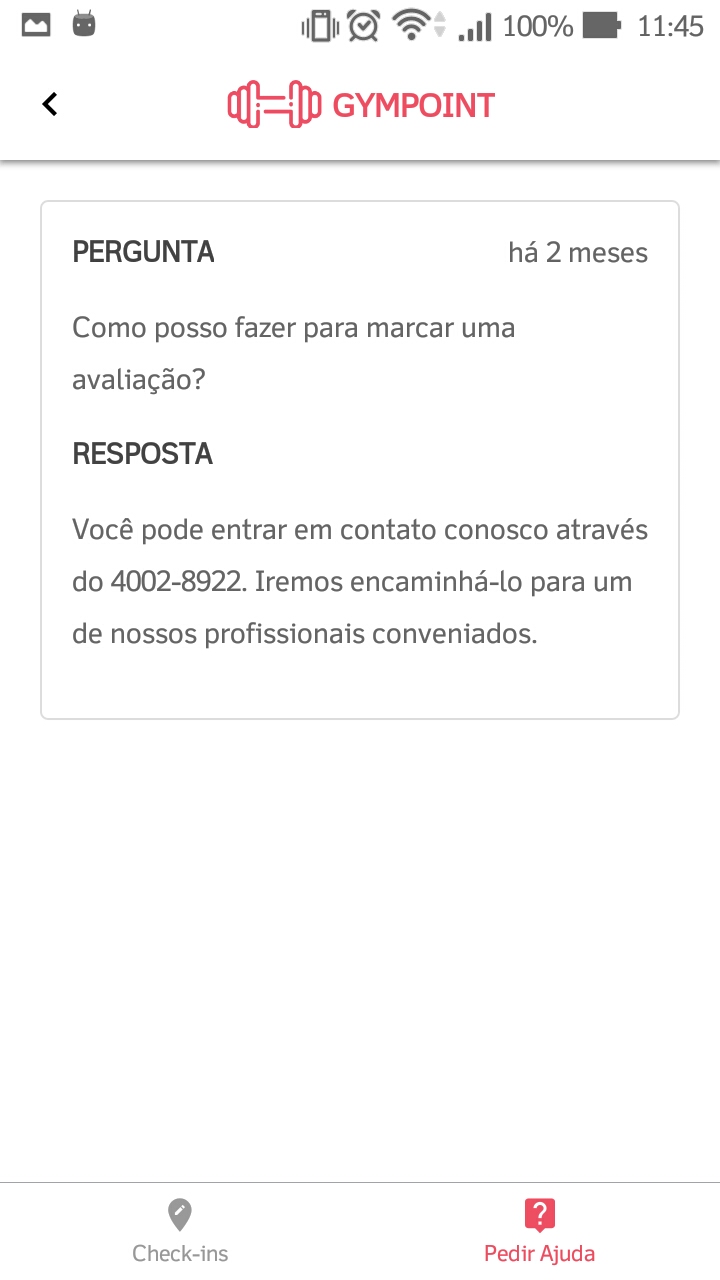 100% 11:45
GYMPOINT
PERGUNTA há 2 meses
Como posso fazer para marcar uma
avaliação?
RESPOSTA
Você pode entrar em contato conosco através
do 4002-8922. Iremos encaminhá-lo para um
de nossos profissionais conveniados.
Check-ins Pedir Ajuda